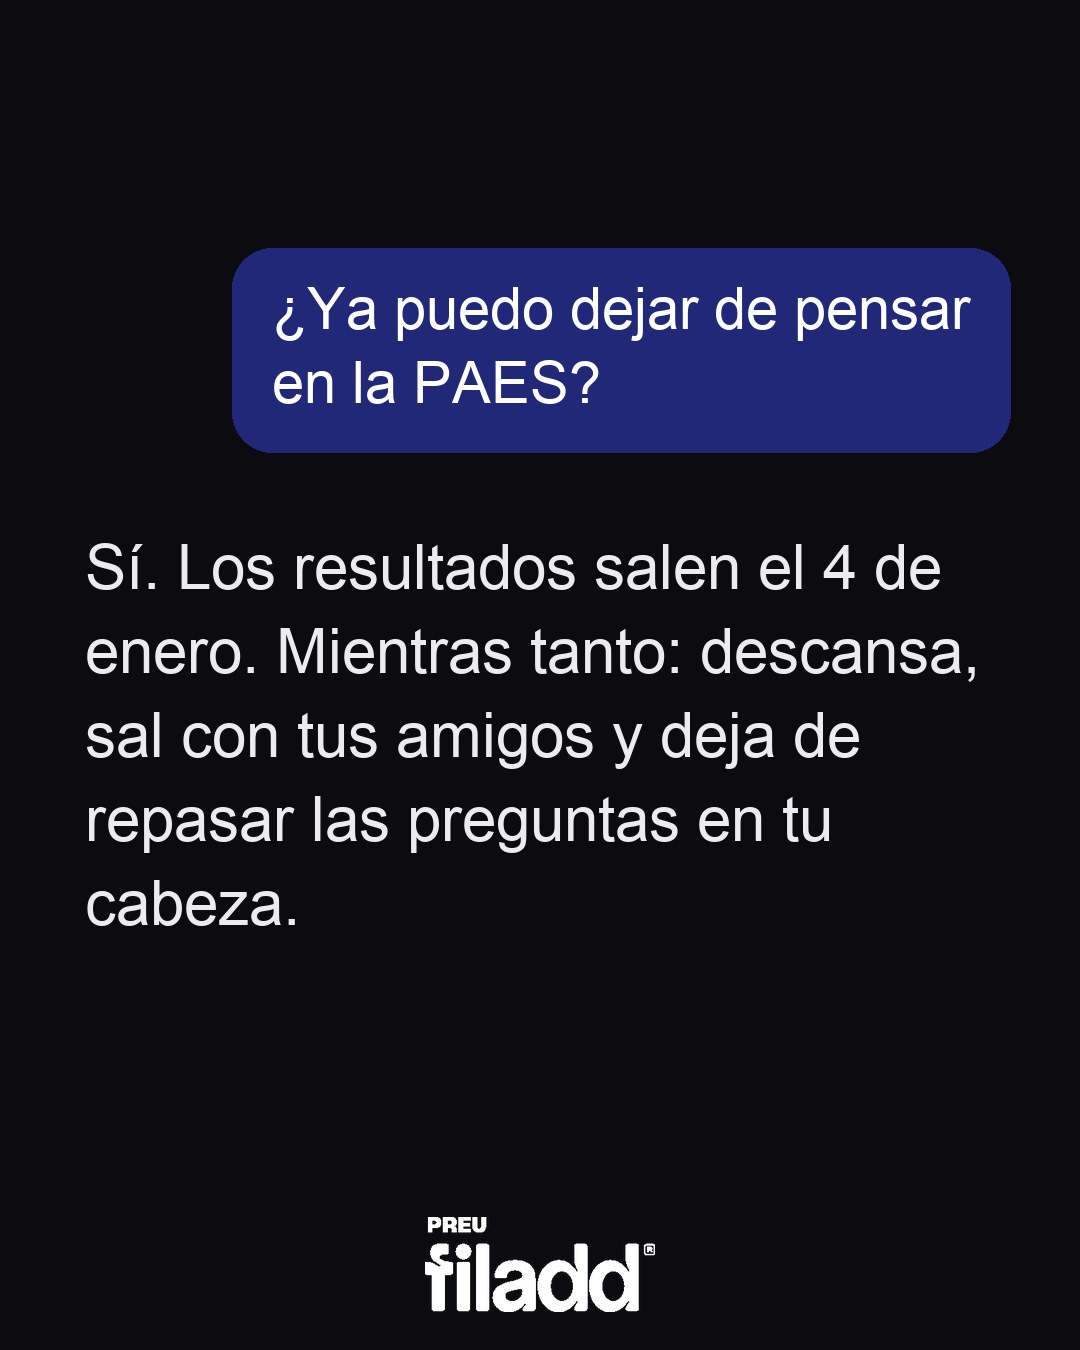 ¿Ya puedo dejar de pensar
en la PAES?
Sí. Los resultados salen el 4 de
enero. Mientras tanto: descansa,
sal con tus amigos y deja de
repasar las preguntas en tu
cabeza.
PREU
filadd®